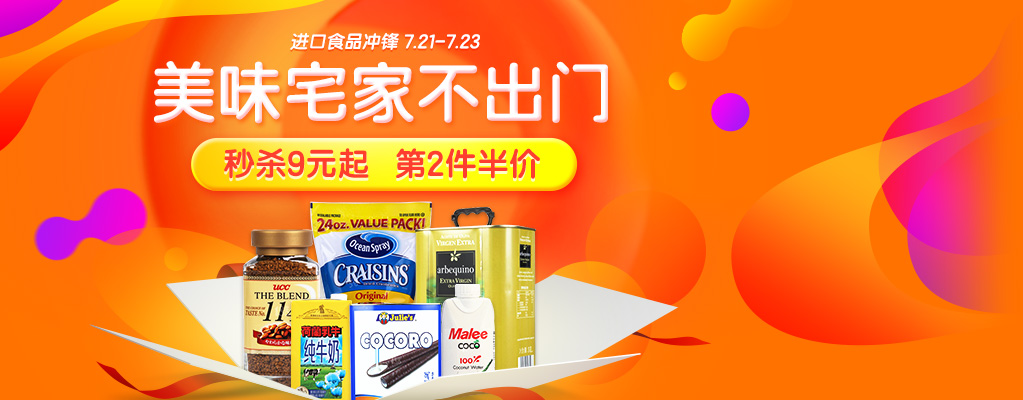 进口食品冲锋 7.21-7.23
美味宅家不出门
秒杀9元起 第2件半价
24oz. VALUE PACK!
Ocean Spray
CRAISINS
Original
VIRGIN EXTRA
arbequino
EXTRA VIRGIN
UCC
THE BLEND
114
荷兰乳牛
纯牛奶
Julie's
COCORO
Malee
COCO
100%
Coconut Water